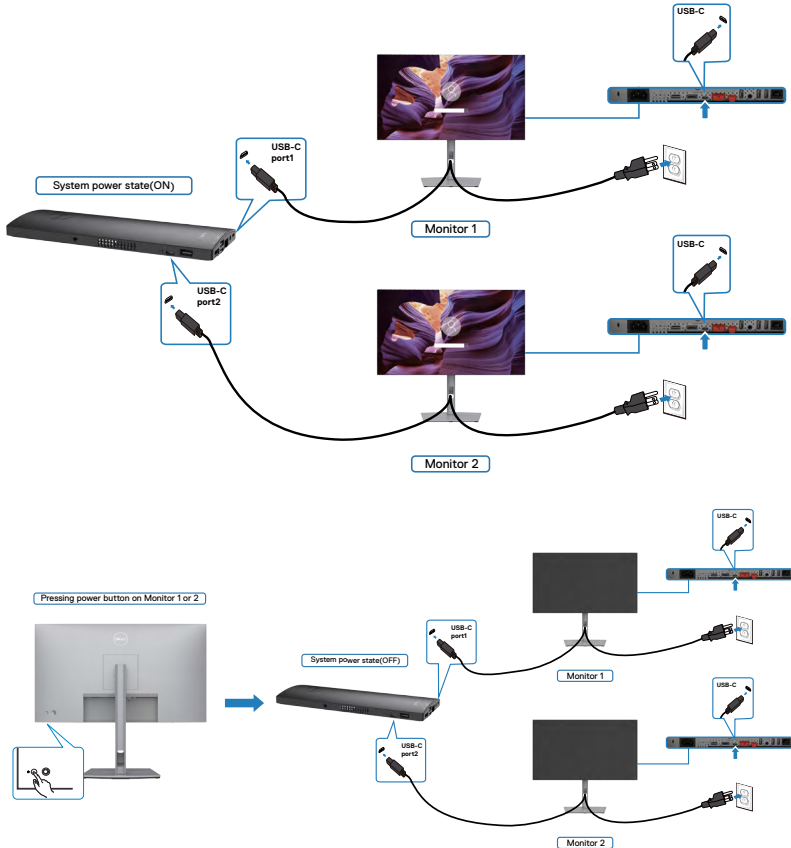 USB-C
USB-C
port1
System power state(ON)
Monitor 1
USB-C
USB-C
port2
Monitor 2
USB-C
Pressing power button on Monitor 1 or 2
USB-C
port1
System power state(OFF)
Monitor 1
USB-C
USB-C
port2
Monitor 2